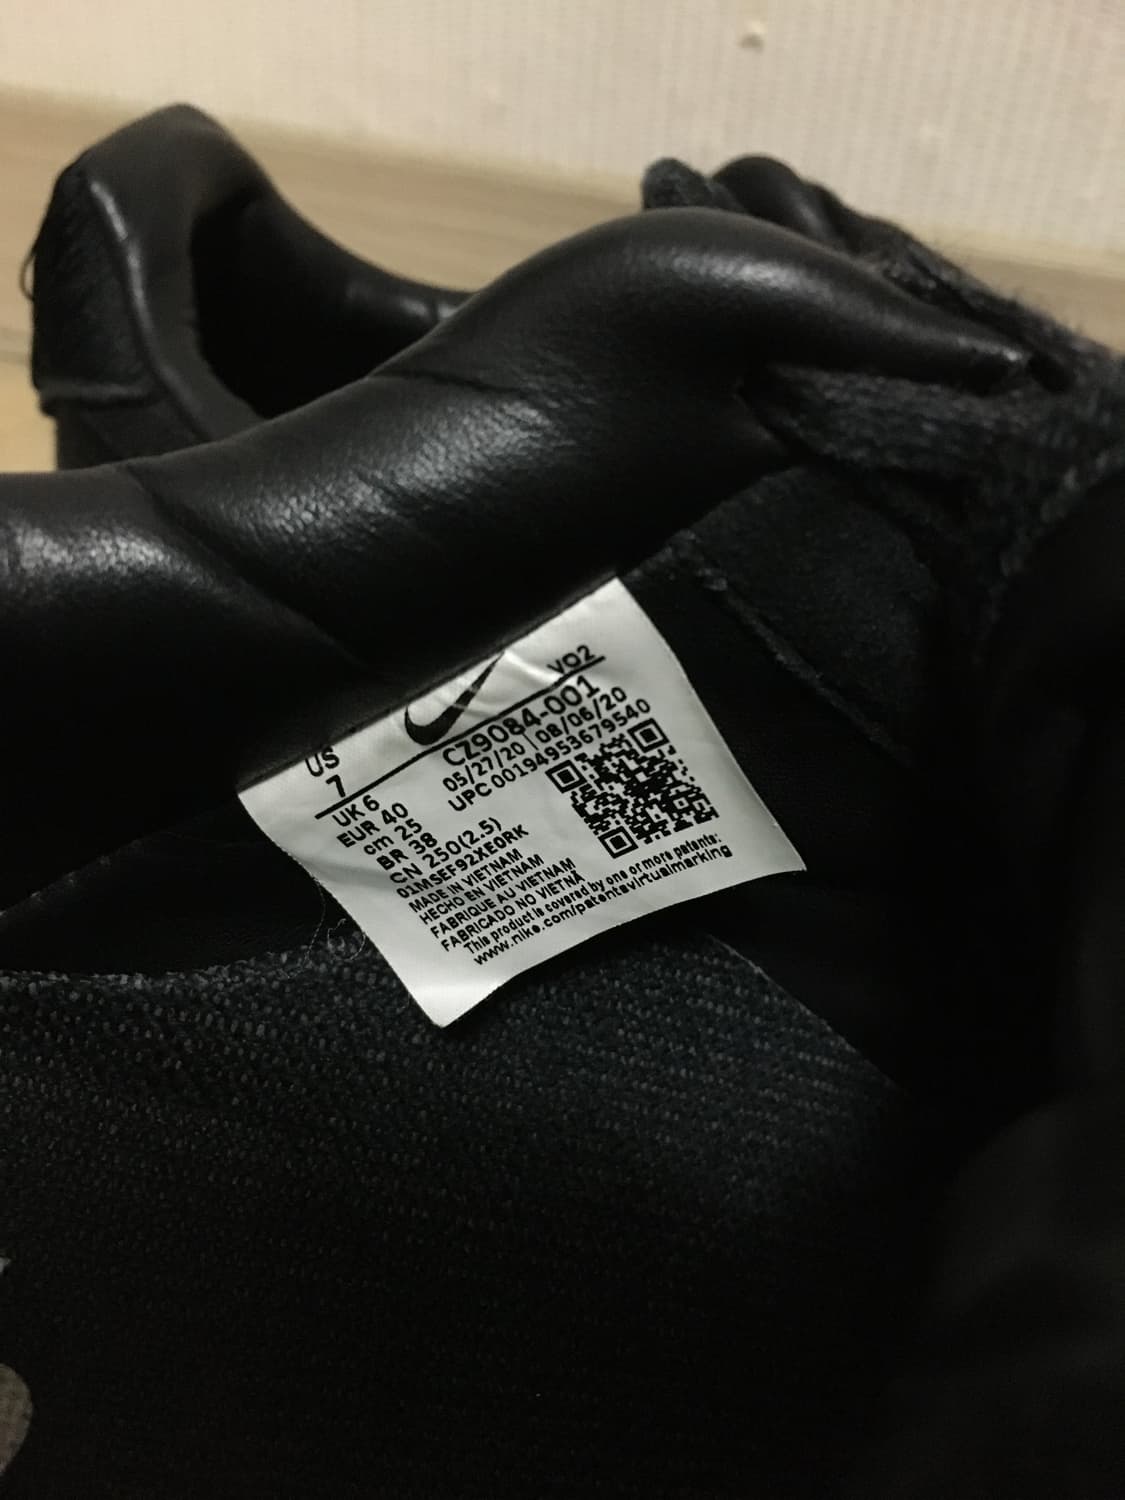 US
7
VO2
UK 6
EUR 40
cm 25
BR 38
CN 250(2.5)
CZ9084-001
05/27/20 | 08/06/20
UPC 00194953679540
01MSEF92XE0RK
MADE IN VIETNAM
HECHO EN VIETNAM
FABRIQUE AU VIETNAM
FABRICADO NO VIETNÃ
This product is covered by one or more patents:
www.nike.com/patentsvirtualmarking